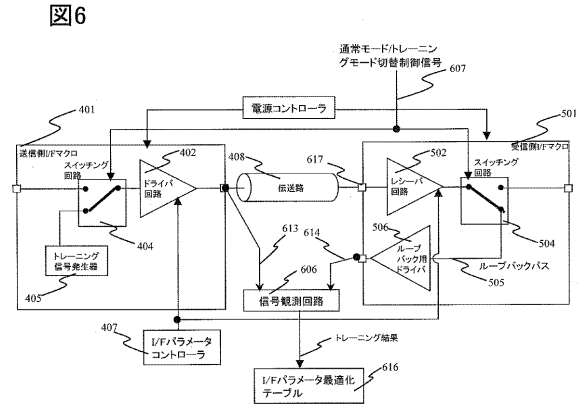 図6
通常モード/トレーニン
グモード切替制御信号
607
401
電源コントローラ
501
送信側I/Fマクロ
受信側I/Fマクロ
スイッチング
回路
402
ドライバ
回路
408
伝送路
617
502
レシーバ
回路
スイッチング
回路
404
504
トレーニング
信号発生器
405
613
614
506
ループ
バック用
ドライバ
ループバックパス
505
606
信号観測回路
407
I/Fパラメータ
コントローラ
トレーニング結果
I/Fパラメータ最適化
テーブル
616